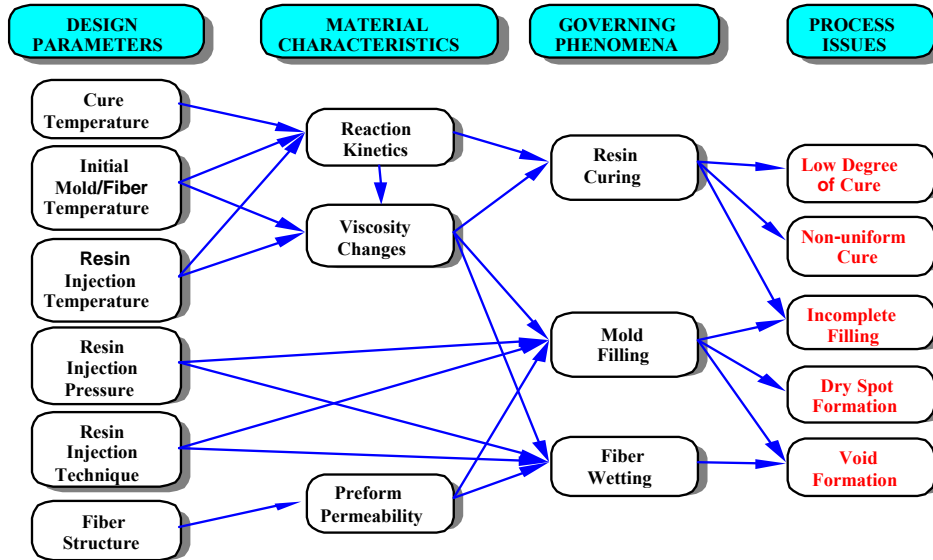 DESIGN
PARAMETERS
MATERIAL
CHARACTERISTICS
GOVERNING
PHENOMENA
PROCESS
ISSUES
Cure
Temperature
Initial
Mold/Fiber
Temperature
Resin
Injection
Temperature
Resin
Injection
Pressure
Resin
Injection
Technique
Fiber
Structure
Reaction
Kinetics
Viscosity
Changes
Preform
Permeability
Resin
Curing
Mold
Filling
Fiber
Wetting
Low Degree
of Cure
Non-uniform
Cure
Incomplete
Filling
Dry Spot
Formation
Void
Formation